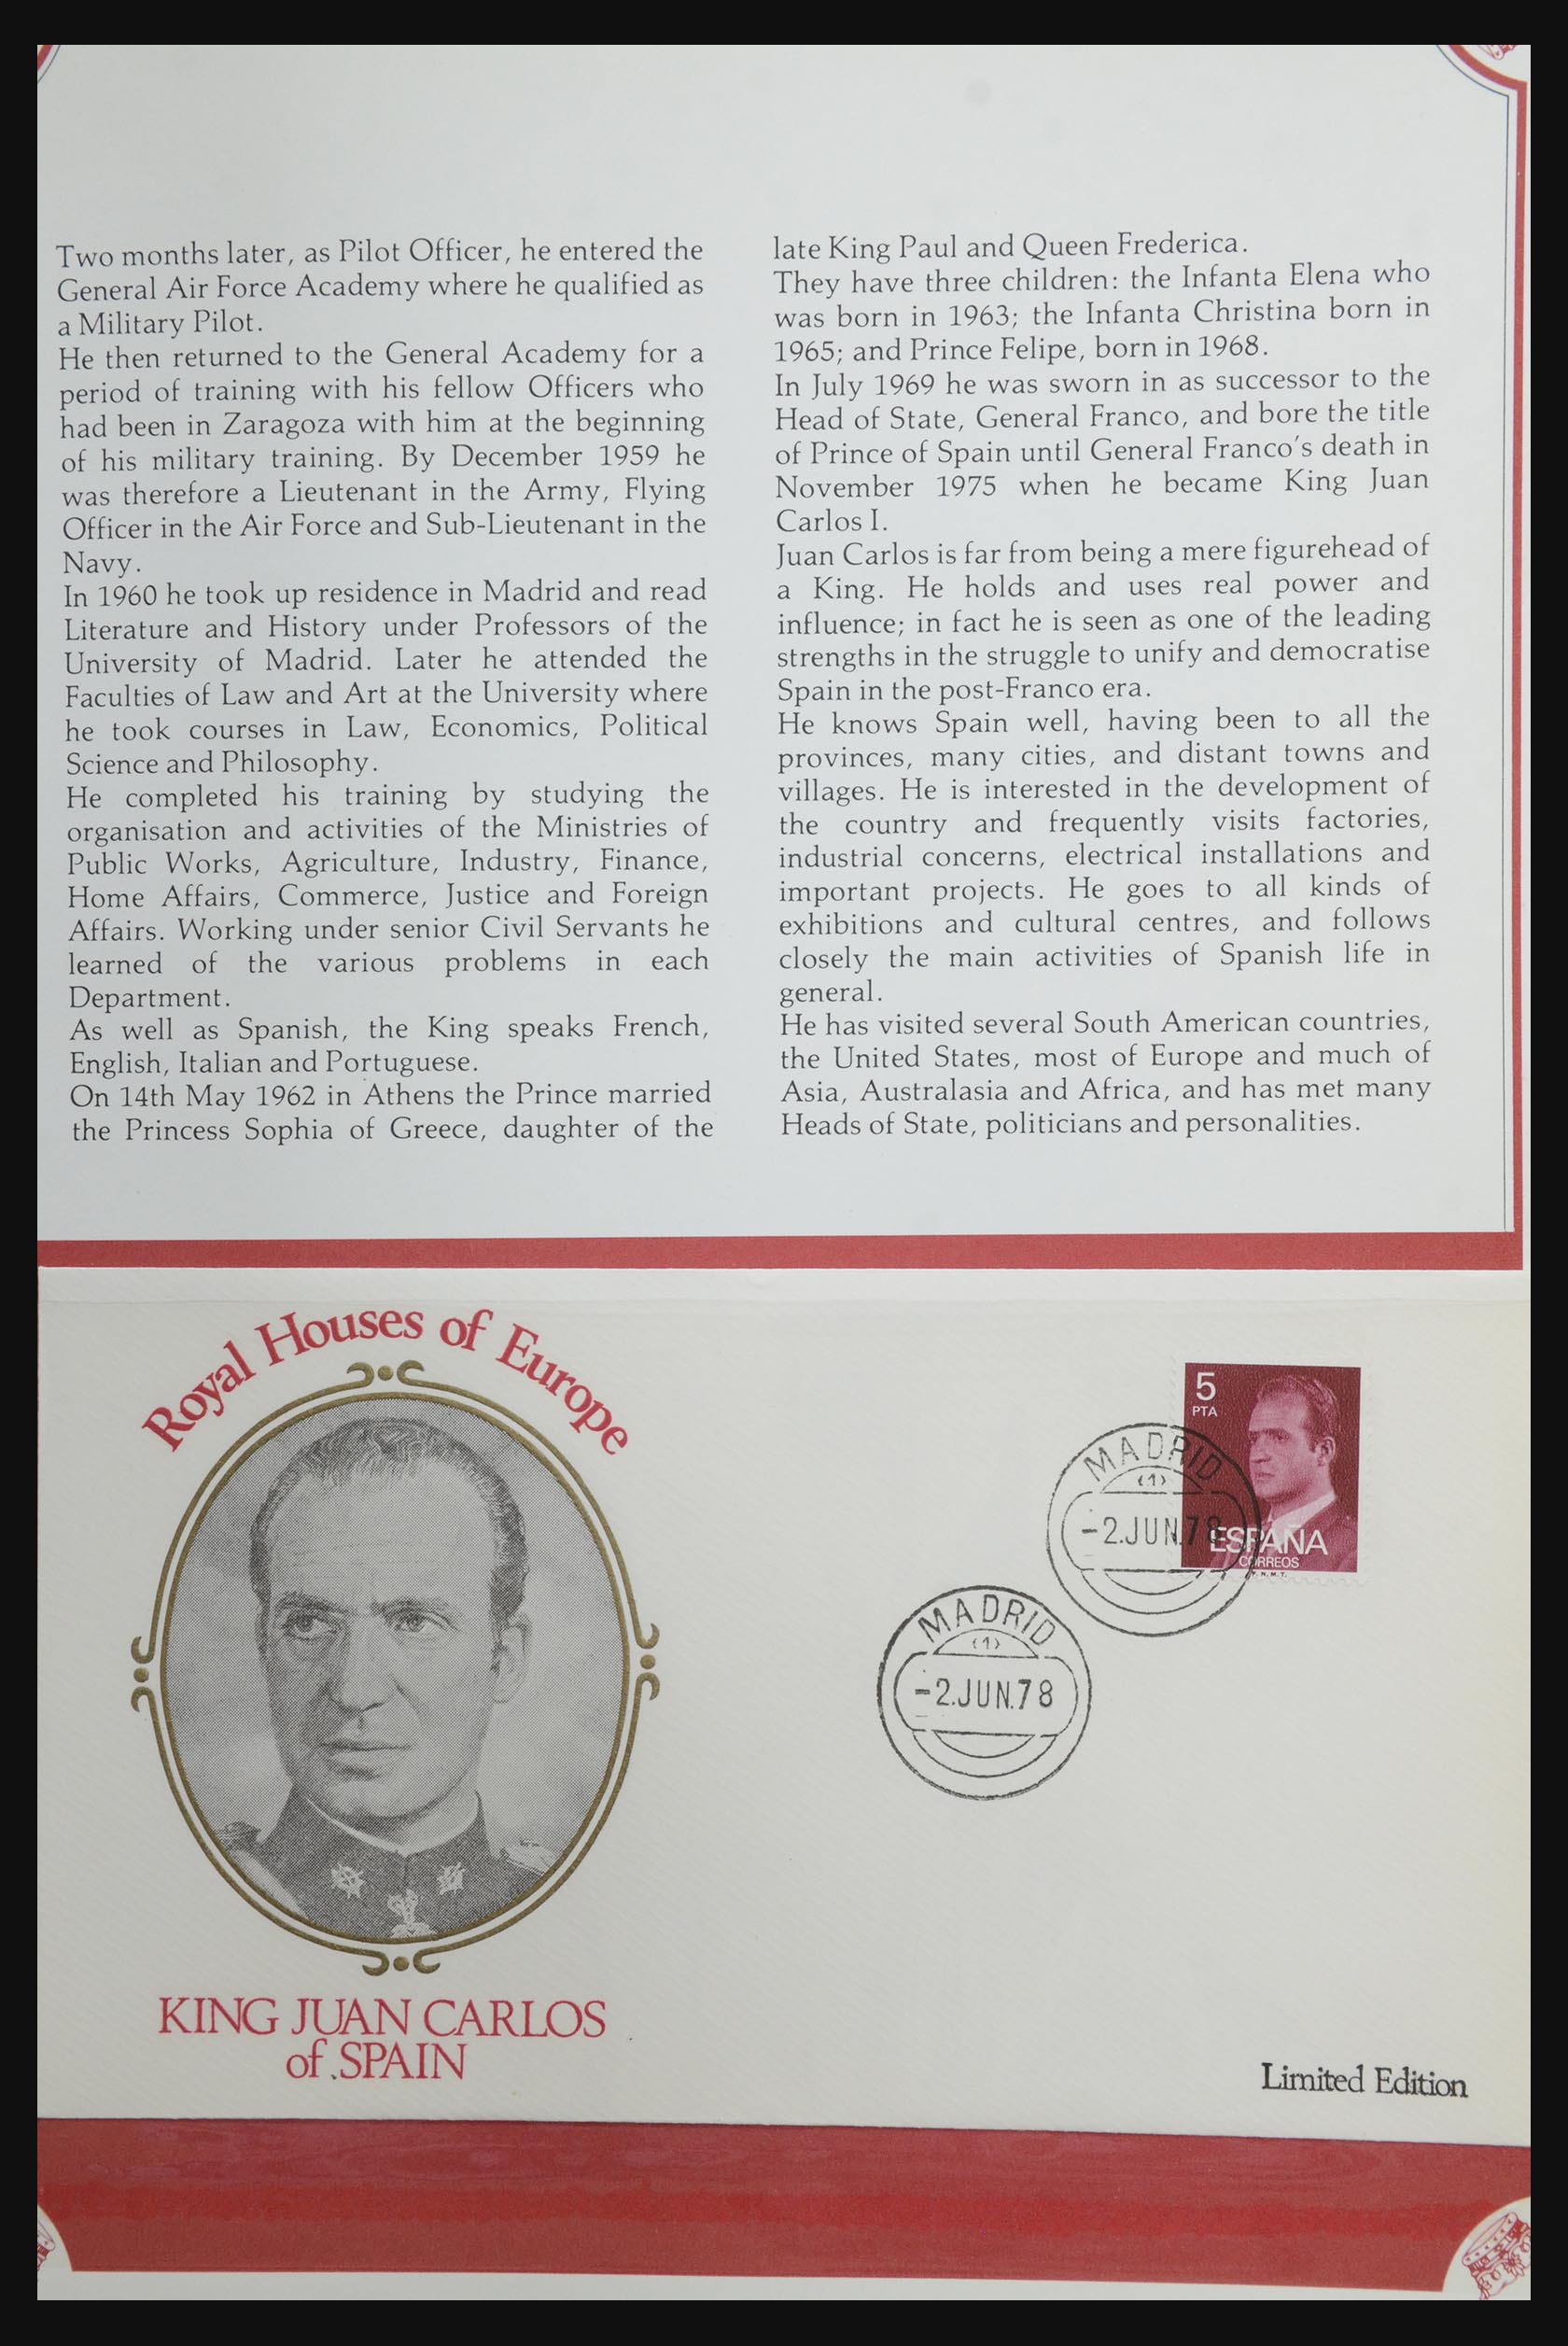 Two months later, as Pilot Officer, he entered the
General Air Force Academy where he qualified as
a Military Pilot.
He then returned to the General Academy for a
period of training with his fellow Officers who
had been in Zaragoza with him at the beginning
of his military training. By December 1959 he
was therefore a Lieutenant in the Army, Flying
Officer in the Air Force and Sub-Lieutenant in the
Navy.
In 1960 he took up residence in Madrid and read
Literature and History under Professors of the
University of Madrid. Later he attended the
Faculties of Law and Art at the University where
he took courses in Law, Economics, Political
Science and Philosophy.
He completed his training by studying the
organisation and activities of the Ministries of
Public Works, Agriculture, Industry, Finance,
Home Affairs, Commerce, Justice and Foreign
Affairs. Working under senior Civil Servants he
learned of the various problems in each
Department.
As well as Spanish, the King speaks French,
English, Italian and Portuguese.
On 14th May 1962 in Athens the Prince married
the Princess Sophia of Greece, daughter of the
late King Paul and Queen Frederica.
They have three children: the Infanta Elena who
was born in 1963; the Infanta Christina born in
1965; and Prince Felipe, born in 1968.
In July 1969 he was sworn in as successor to the
Head of State, General Franco, and bore the title
of Prince of Spain until General Franco's death in
November 1975 when he became King Juan
Carlos I.
Juan Carlos is far from being a mere figurehead of
a King. He holds and uses real power and
influence; in fact he is seen as one of the leading
strengths in the struggle to unify and democratise
Spain in the post-Franco era.
He knows Spain well, having been to all the
provinces, many cities, and distant towns and
villages. He is interested in the development of
the country and frequently visits factories,
industrial concerns, electrical installations and
important projects. He goes to all kinds of
exhibitions and cultural centres, and follows
closely the main activities of Spanish life in
general.
He has visited several South American countries,
the United States, most of Europe and much of
Asia, Australasia and Africa, and has met many
Heads of State, politicians and personalities.
Royal Houses of Europe
KING JUAN CARLOS
of SPAIN
5
PTA
ESPAÑA
CORREOS
F.N.M.T.
MADRID
(1)
-2.JUN.78
MADRID
(1)
-2.JUN.78
Limited Edition